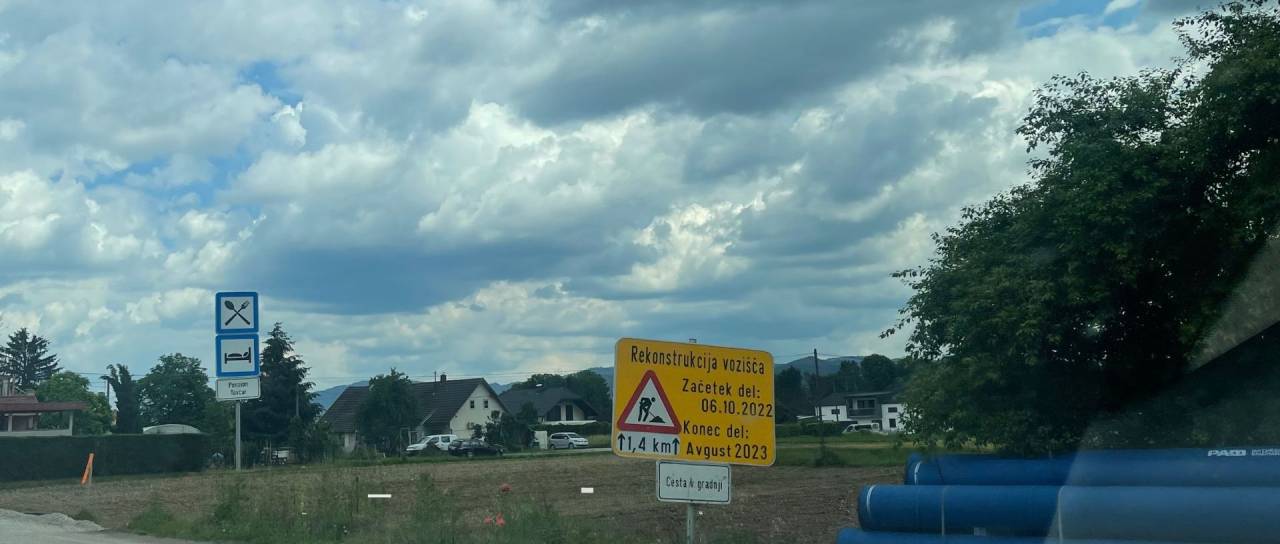 Penzion
Rekonstrukcija vozišča
Začetek del:
06.10.2022
Konec del:
↑1,4 km↑
Avgust 2023
Cesta v gradnji